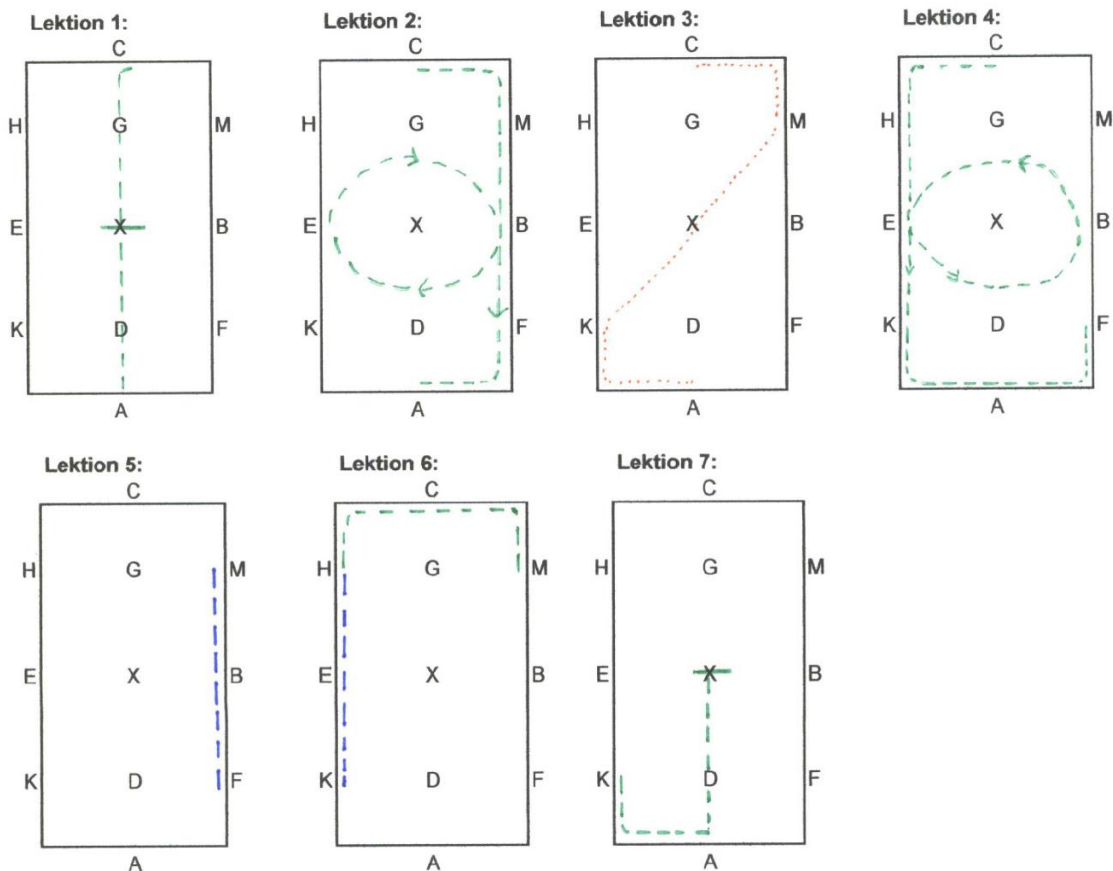 Lektion 1: Lektion 2: Lektion 3: Lektion 4:
C C C C
H G M H G M H G M H G M
E X B E X B E X B E X B
K D F K D F K D F K D F
A A A A
Lektion 5: Lektion 6: Lektion 7:
C C C
H G M H G M H G M
E X B E X B E X B
K D F K D F K D F
A A A